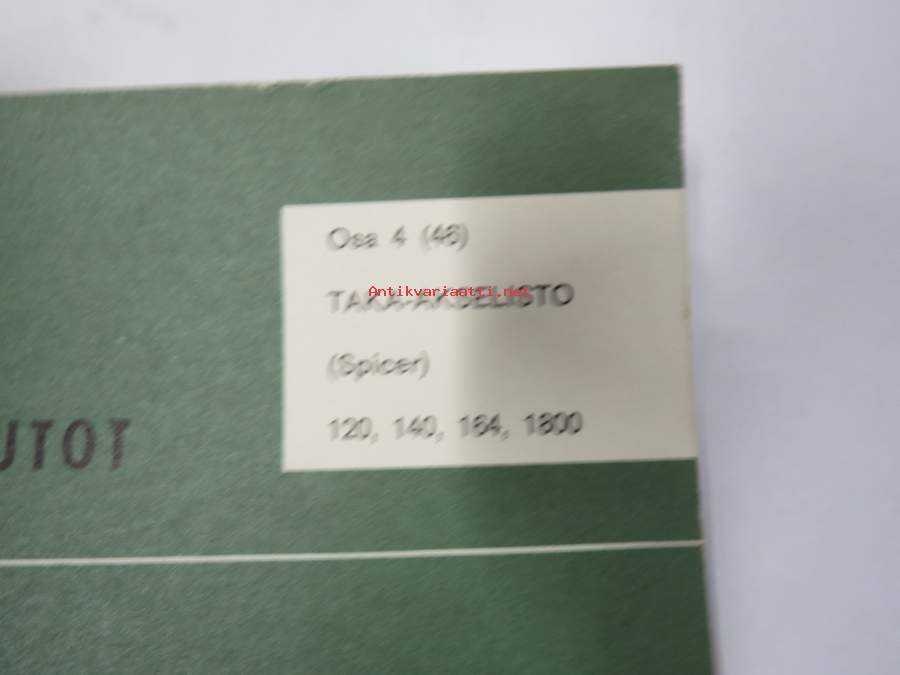 Osa 4 (46)
TAKA-AKSELISTO
Antikvariaatti.net
(Spicer)
120, 140, 164, 1800
UTOT